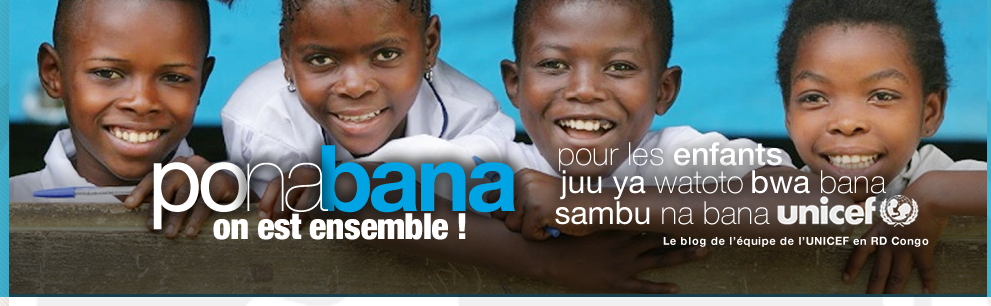 ponabana
on est ensemble !
pour les enfants
juu ya watoto bwa bana
sambu na bana unicef
Le blog de l'équipe de l'UNICEF en RD Congo